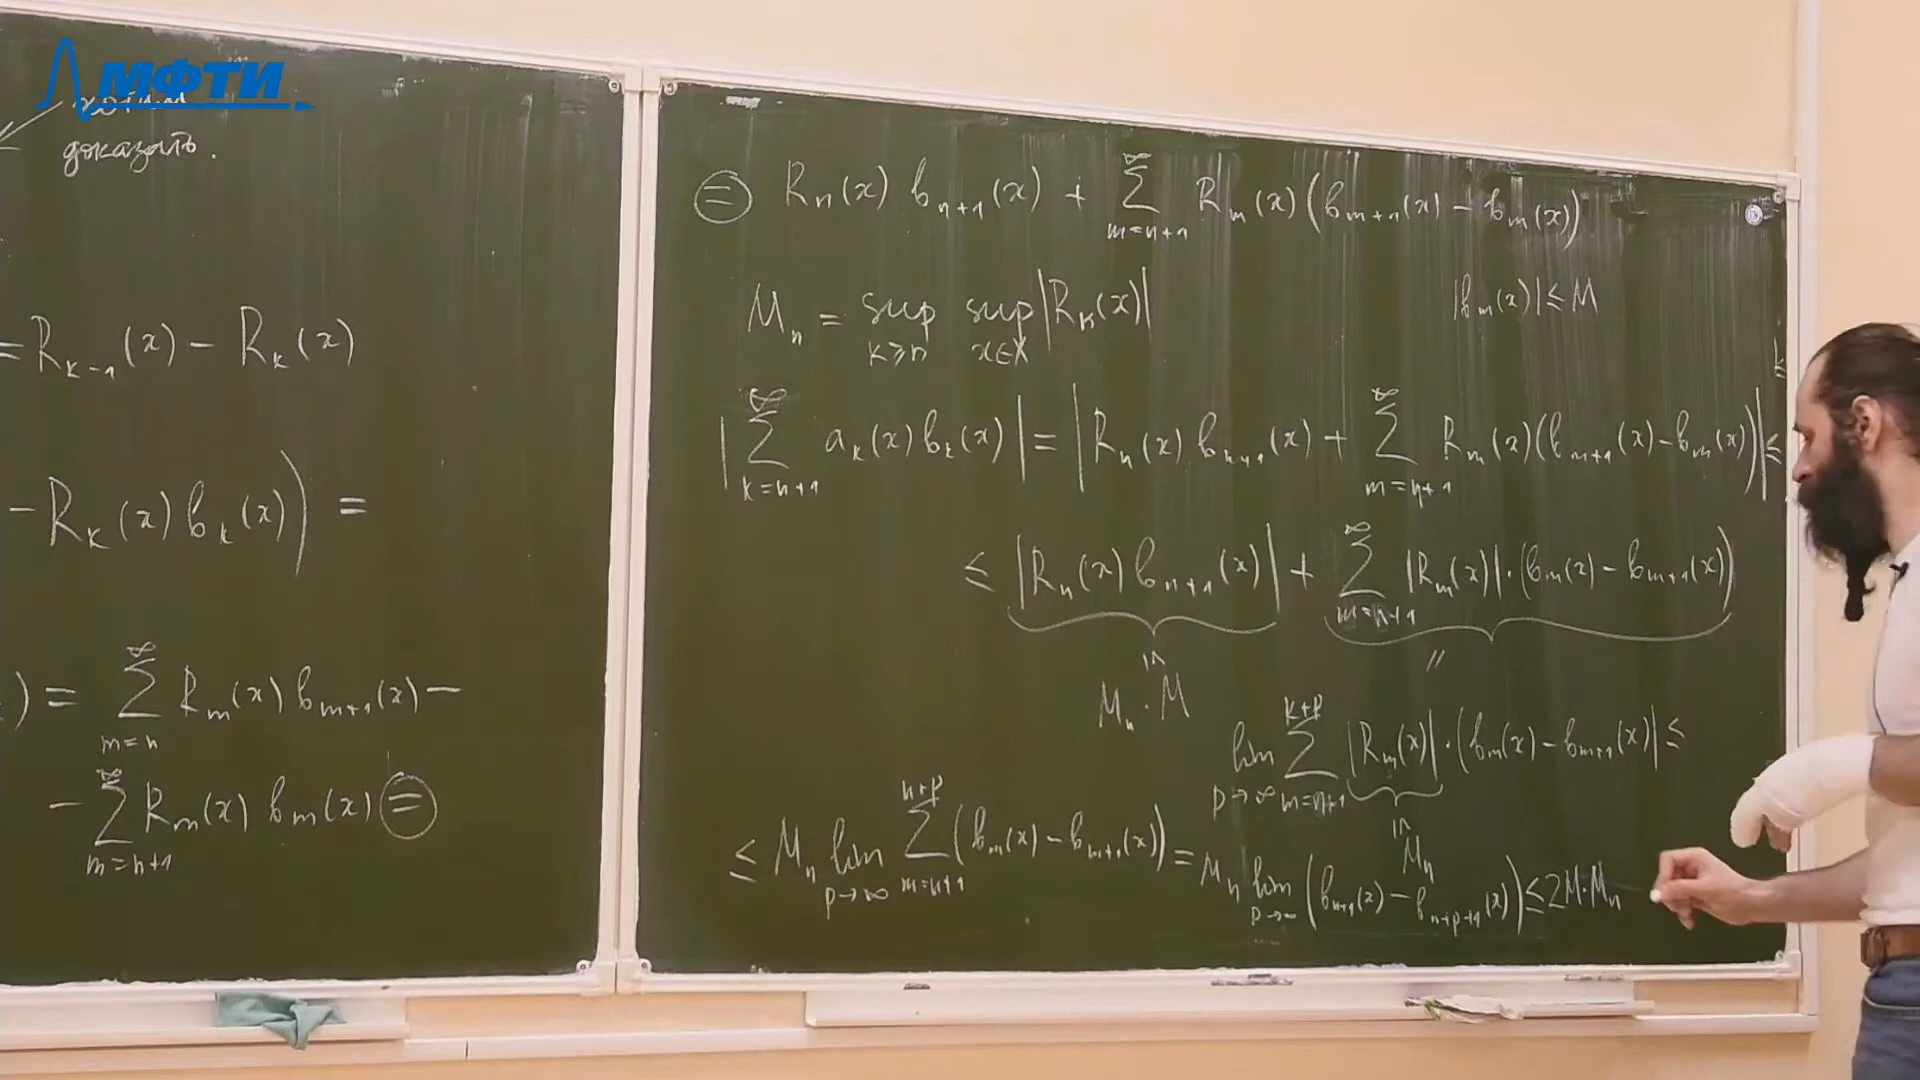 МФТИ
хотим
доказать.
= R_{k-1}(x) - R_k(x)
- R_k(x) b_k(x)) =
) = ∑_{m=n}^{∞} R_m(x) b_{m+1}(x) -
- ∑_{m=n+1}^{∞} R_m(x) b_m(x) ⊜
⊜ R_n(x) b_{n+1}(x) + ∑_{m=n+1}^{∞} R_m(x) (b_{m+1}(x) - b_m(x))
M_n = sup_{k≥n} sup_{x∈X} |R_k(x)| |b_m(x)| ≤ M
|∑_{k=n+1}^{∞} a_k(x) b_k(x)| = |R_n(x) b_{n+1}(x) + ∑_{m=n+1}^{∞} R_m(x) (b_{m+1}(x) - b_m(x))| ≤
≤ |R_n(x) b_{n+1}(x)| + ∑_{m=n+1}^{∞} |R_m(x)| · (b_m(x) - b_{m+1}(x))
M_n · M
lim_{p→∞} ∑_{m=n+1}^{k+p} |R_m(x)| · (b_m(x) - b_{m+1}(x)| ≤
M_n
≤ M_n lim_{p→∞} ∑_{m=n+1}^{n+p} (b_m(x) - b_{m+1}(x)) = M_n lim_{p→∞} (b_{n+1}(x) - b_{n+p+1}(x)) ≤ 2M·M_n